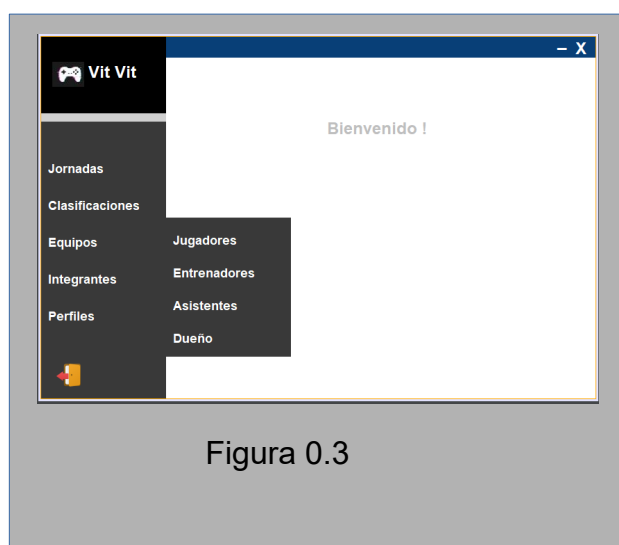 – X
Vit Vit
Bienvenido !
Jornadas
Clasificaciones
Equipos
Integrantes
Perfiles
Jugadores
Entrenadores
Asistentes
Dueño
Figura 0.3